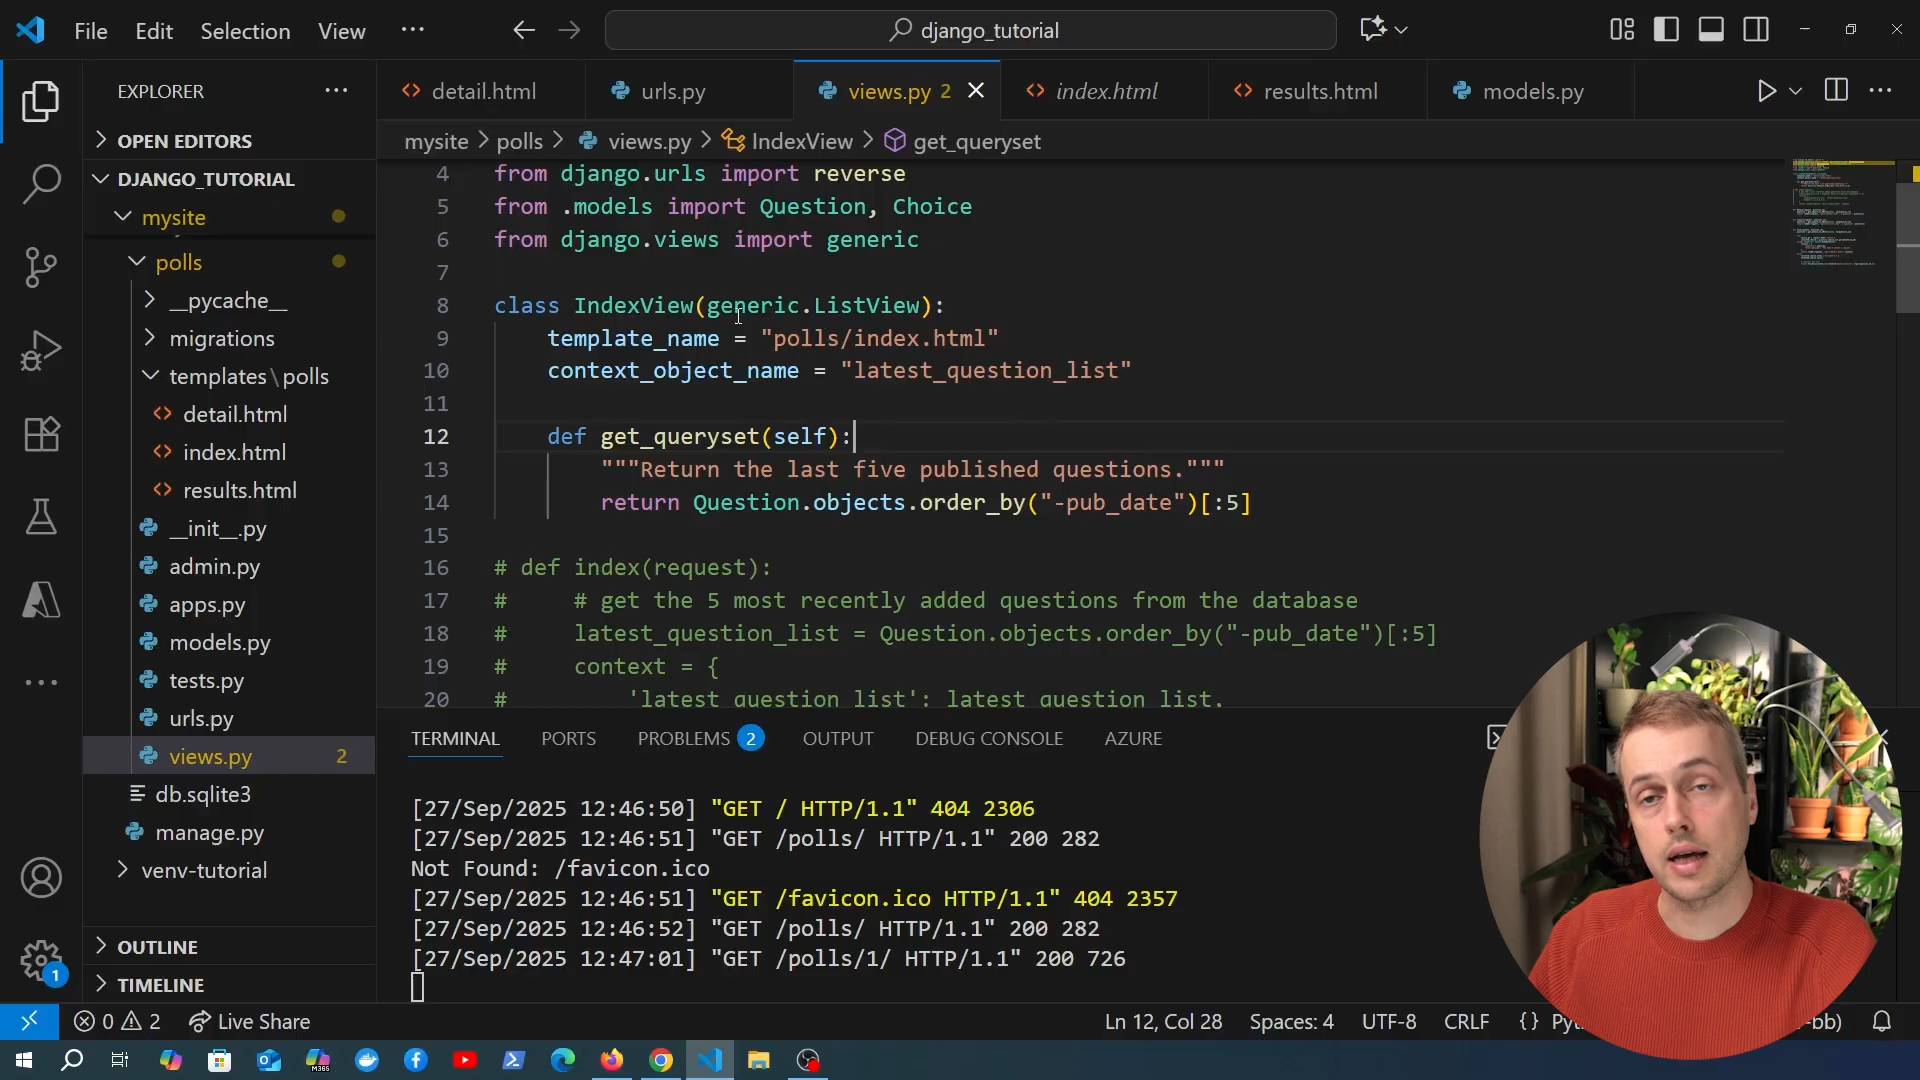 File Edit Selection View ···
django_tutorial
EXPLORER
OPEN EDITORS
DJANGO_TUTORIAL
mysite
polls
__pycache__
migrations
templates\polls
detail.html
index.html
results.html
__init__.py
admin.py
apps.py
models.py
tests.py
urls.py
views.py 2
db.sqlite3
manage.py
venv-tutorial
OUTLINE
TIMELINE
1
detail.html urls.py views.py 2 index.html results.html models.py
mysite > polls > views.py > IndexView > get_queryset
4 from django.urls import reverse
5 from .models import Question, Choice
6 from django.views import generic
7
8 class IndexView(generic.ListView):
9 template_name = "polls/index.html"
10 context_object_name = "latest_question_list"
11
12 def get_queryset(self):
13 """Return the last five published questions."""
14 return Question.objects.order_by("-pub_date")[:5]
15
16 # def index(request):
17 # # get the 5 most recently added questions from the database
18 # latest_question_list = Question.objects.order_by("-pub_date")[:5]
19 # context = {
20 # 'latest_question_list': latest_question_list,
TERMINAL PORTS PROBLEMS 2 OUTPUT DEBUG CONSOLE AZURE
[27/Sep/2025 12:46:50] "GET / HTTP/1.1" 404 2306
[27/Sep/2025 12:46:51] "GET /polls/ HTTP/1.1" 200 282
Not Found: /favicon.ico
[27/Sep/2025 12:46:51] "GET /favicon.ico HTTP/1.1" 404 2357
[27/Sep/2025 12:46:52] "GET /polls/ HTTP/1.1" 200 282
[27/Sep/2025 12:47:01] "GET /polls/1/ HTTP/1.1" 200 726
0 2 Live Share Ln 12, Col 28 Spaces: 4 UTF-8 CRLF {}